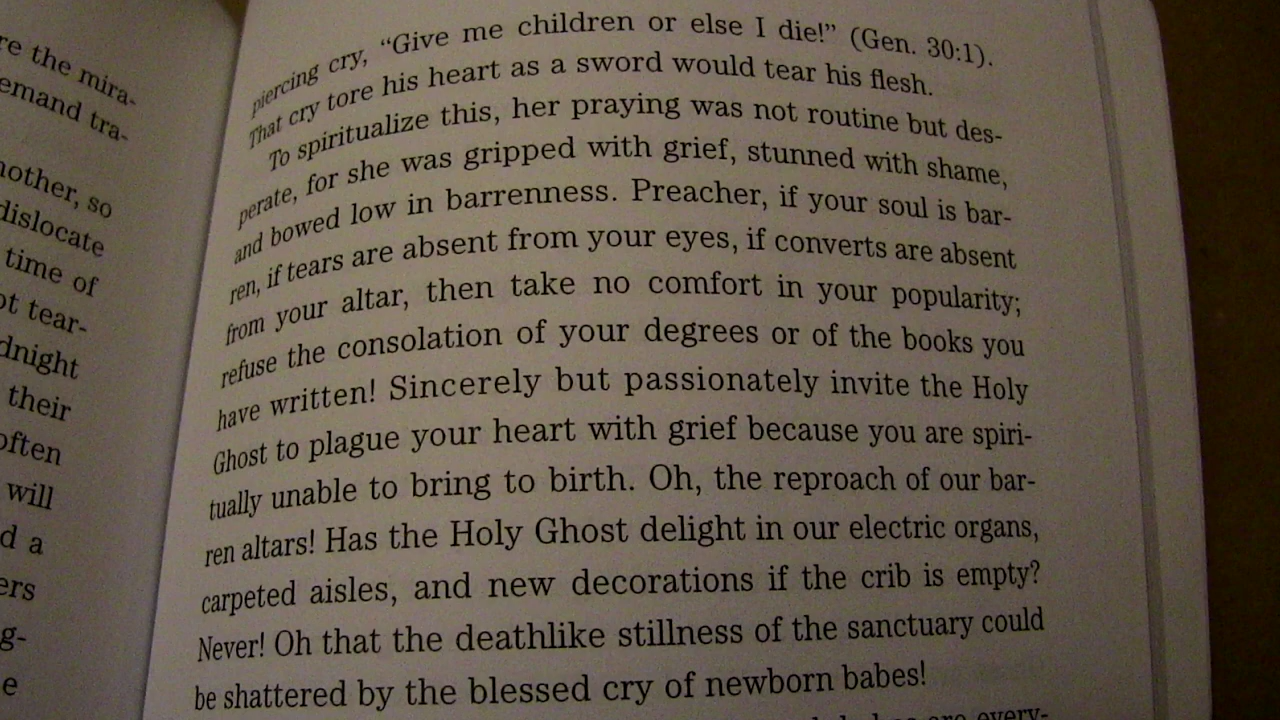 re the mira-
emand tra-
nother, so
dislocate
time of
ot tear-
dnight
their
often
will
d a
ers
g-
e
piercing cry, “Give me children or else I die!” (Gen. 30:1).
That cry tore his heart as a sword would tear his flesh.
To spiritualize this, her praying was not routine but des-
perate, for she was gripped with grief, stunned with shame,
and bowed low in barrenness. Preacher, if your soul is bar-
ren, if tears are absent from your eyes, if converts are absent
from your altar, then take no comfort in your popularity;
refuse the consolation of your degrees or of the books you
have written! Sincerely but passionately invite the Holy
Ghost to plague your heart with grief because you are spiri-
tually unable to bring to birth. Oh, the reproach of our bar-
ren altars! Has the Holy Ghost delight in our electric organs,
carpeted aisles, and new decorations if the crib is empty?
Never! Oh that the deathlike stillness of the sanctuary could
be shattered by the blessed cry of newborn babes!
are every-